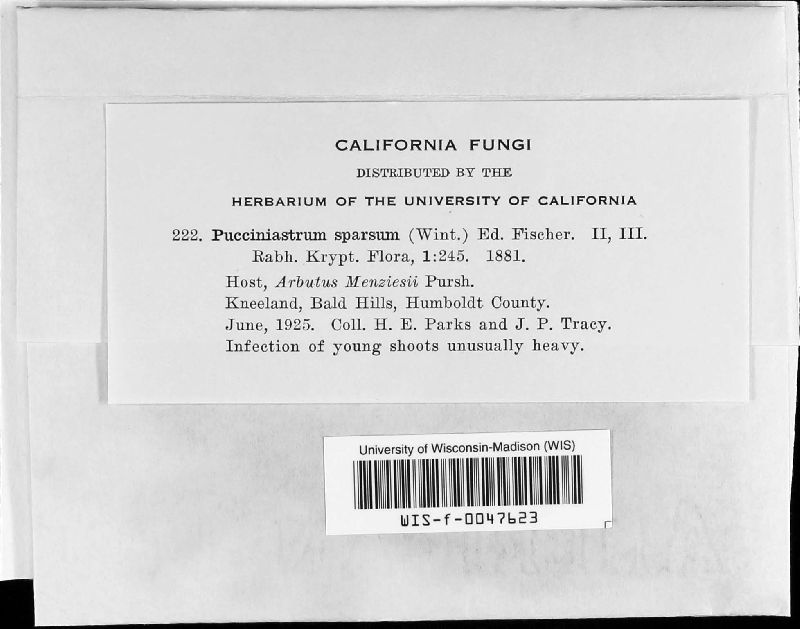 CALIFORNIA FUNGI
DISTRIBUTED BY THE
HERBARIUM OF THE UNIVERSITY OF CALIFORNIA
222. Pucciniastrum sparsum (Wint.) Ed. Fischer. II, III.
Rabh. Krypt. Flora, 1:245. 1881.
Host, Arbutus Menziesii Pursh.
Kneeland, Bald Hills, Humboldt County.
June, 1925. Coll. H. E. Parks and J. P. Tracy.
Infection of young shoots unusually heavy.
University of Wisconsin-Madison (WIS)
WIS-f-0047623